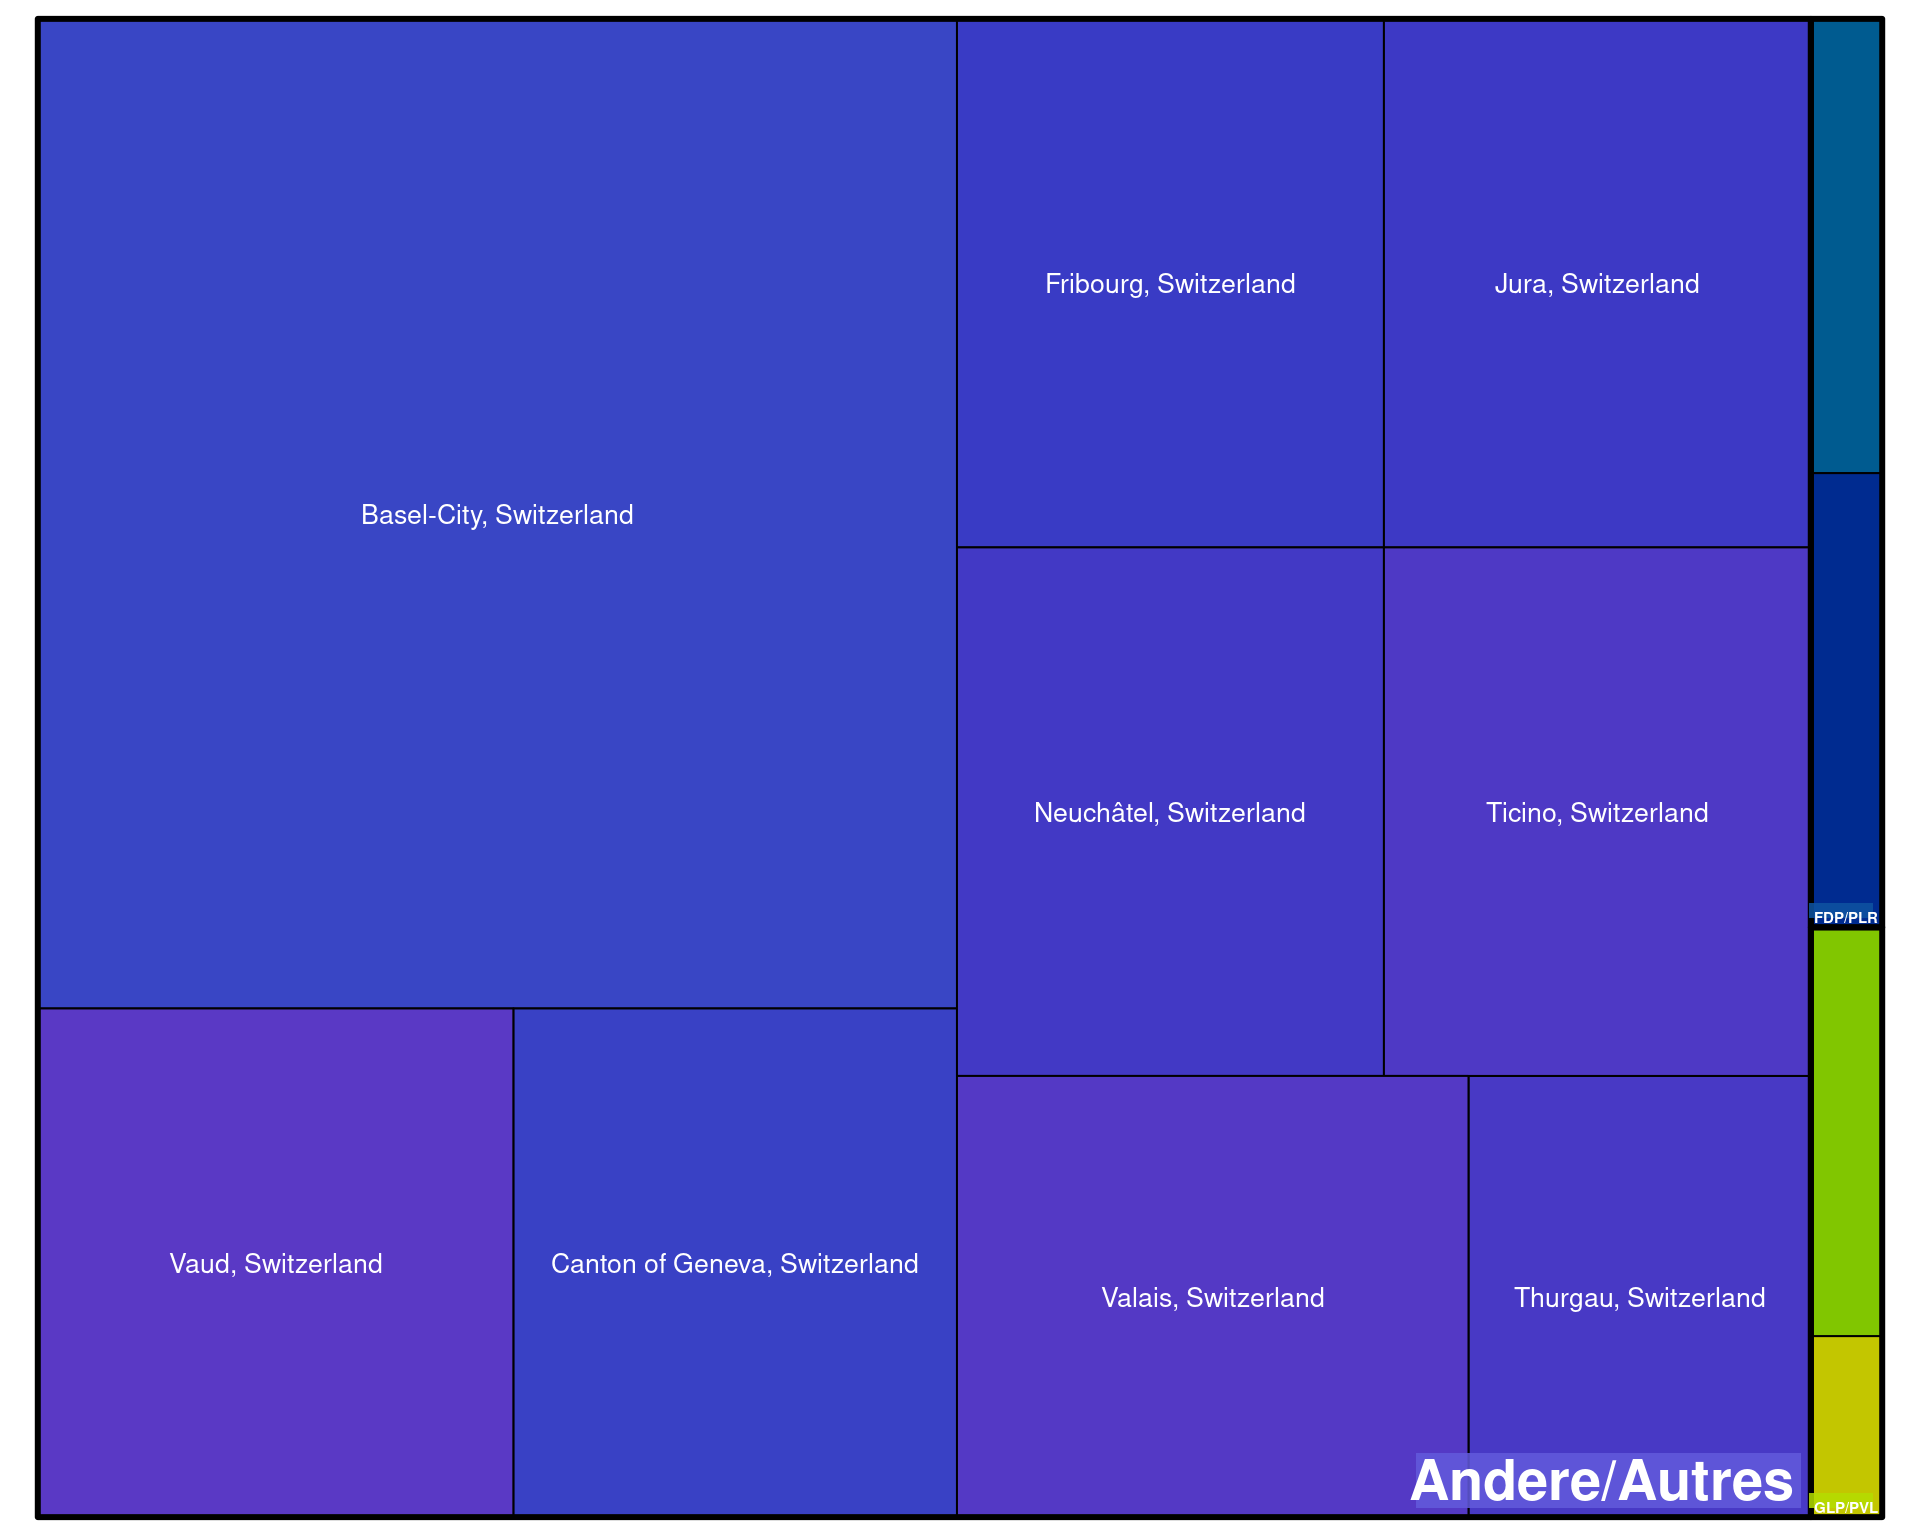 Basel-City, Switzerland
Fribourg, Switzerland
Jura, Switzerland
Neuchâtel, Switzerland
Ticino, Switzerland
FDP/PLR
Vaud, Switzerland
Canton of Geneva, Switzerland
Valais, Switzerland
Thurgau, Switzerland
Andere/Autres
GLP/PVL